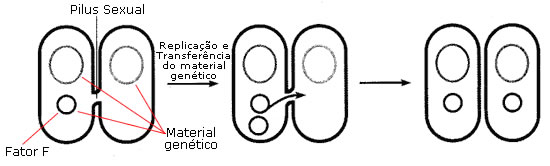 Pilus Sexual
Replicação e
Transferência
do material
genético
Fator F
Material
genético